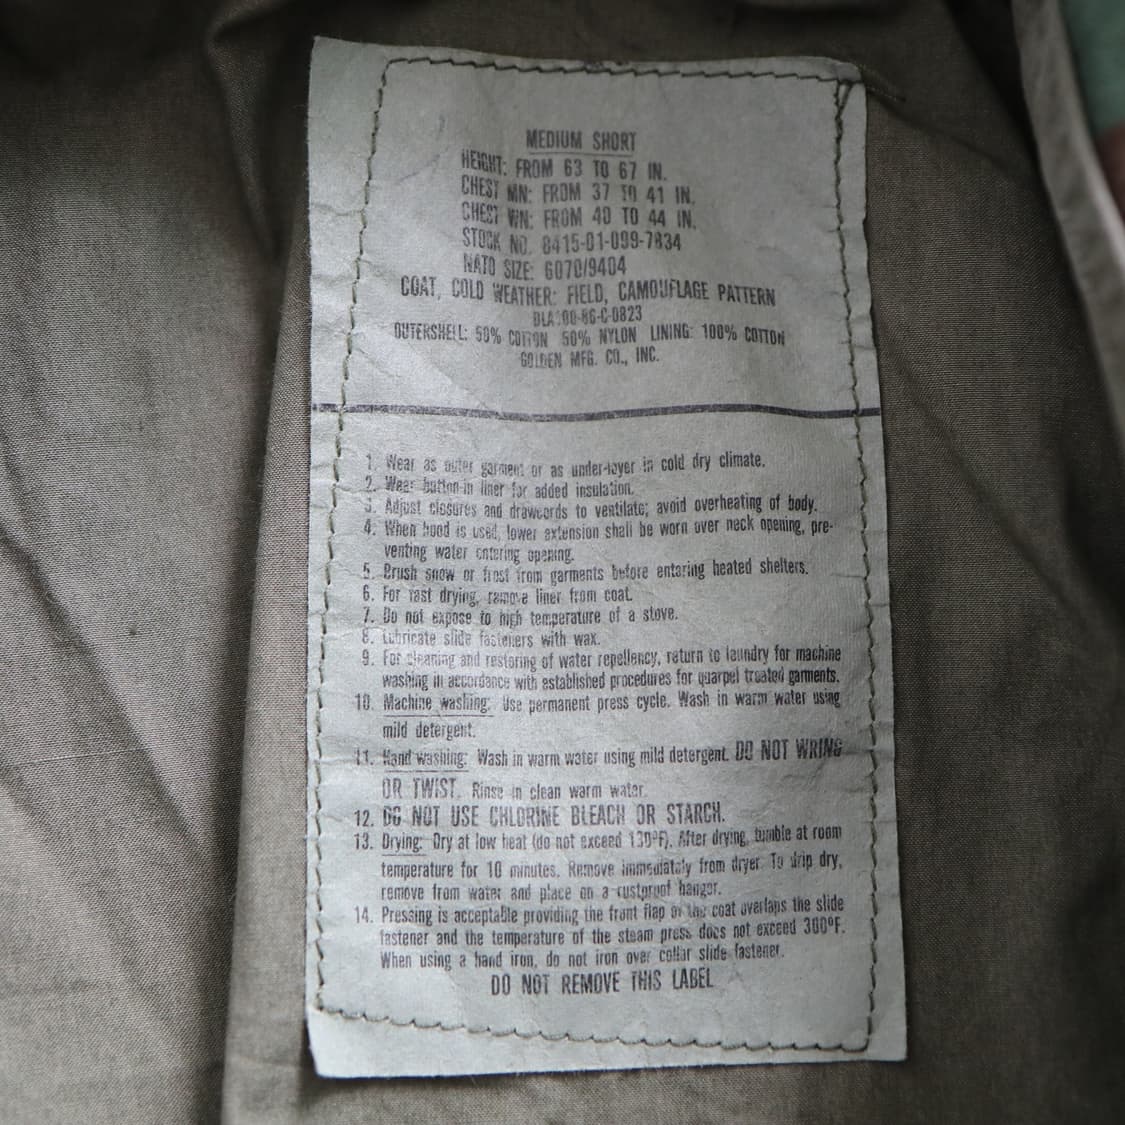 MEDIUM SHORT
HEIGHT: FROM 63 TO 67 IN.
CHEST MN: FROM 37 TO 41 IN.
CHEST WN: FROM 40 TO 44 IN.
STOCK NO. 8415-01-099-7834
NATO SIZE: 6070/9404
COAT, COLD WEATHER: FIELD, CAMOUFLAGE PATTERN
DLA100-86-C-0823
OUTERSHELL: 50% COTTON 50% NYLON LINING: 100% COTTON
GOLDEN MFG. CO., INC.
1. Wear as outer garment or as under-layer in cold dry climate.
2. Wear button-in liner for added insulation.
3. Adjust closures and drawcords to ventilate; avoid overheating of body.
4. When hood is used, lower extension shall be worn over neck opening, pre-
venting water entering opening.
5. Brush snow or frost from garments before entering heated shelters.
6. For fast drying, remove liner from coat.
7. Do not expose to high temperature of a stove.
8. Lubricate slide fasteners with wax.
9. For cleaning and restoring of water repellency, return to laundry for machine
washing in accordance with established procedures for quarpel treated garments.
10. Machine washing: Use permanent press cycle. Wash in warm water using
mild detergent.
11. Hand washing: Wash in warm water using mild detergent. DO NOT WRING
OR TWIST. Rinse in clean warm water.
12. DO NOT USE CHLORINE BLEACH OR STARCH.
13. Drying: Dry at low heat (do not exceed 130°F). After drying, tumble at room
temperature for 10 minutes. Remove immediately from dryer. To drip dry,
remove from water and place on a rustproof hanger.
14. Pressing is acceptable providing the front flap of the coat overlaps the slide
fastener and the temperature of the steam press does not exceed 300°F.
When using a hand iron, do not iron over collar slide fastener.
DO NOT REMOVE THIS LABEL